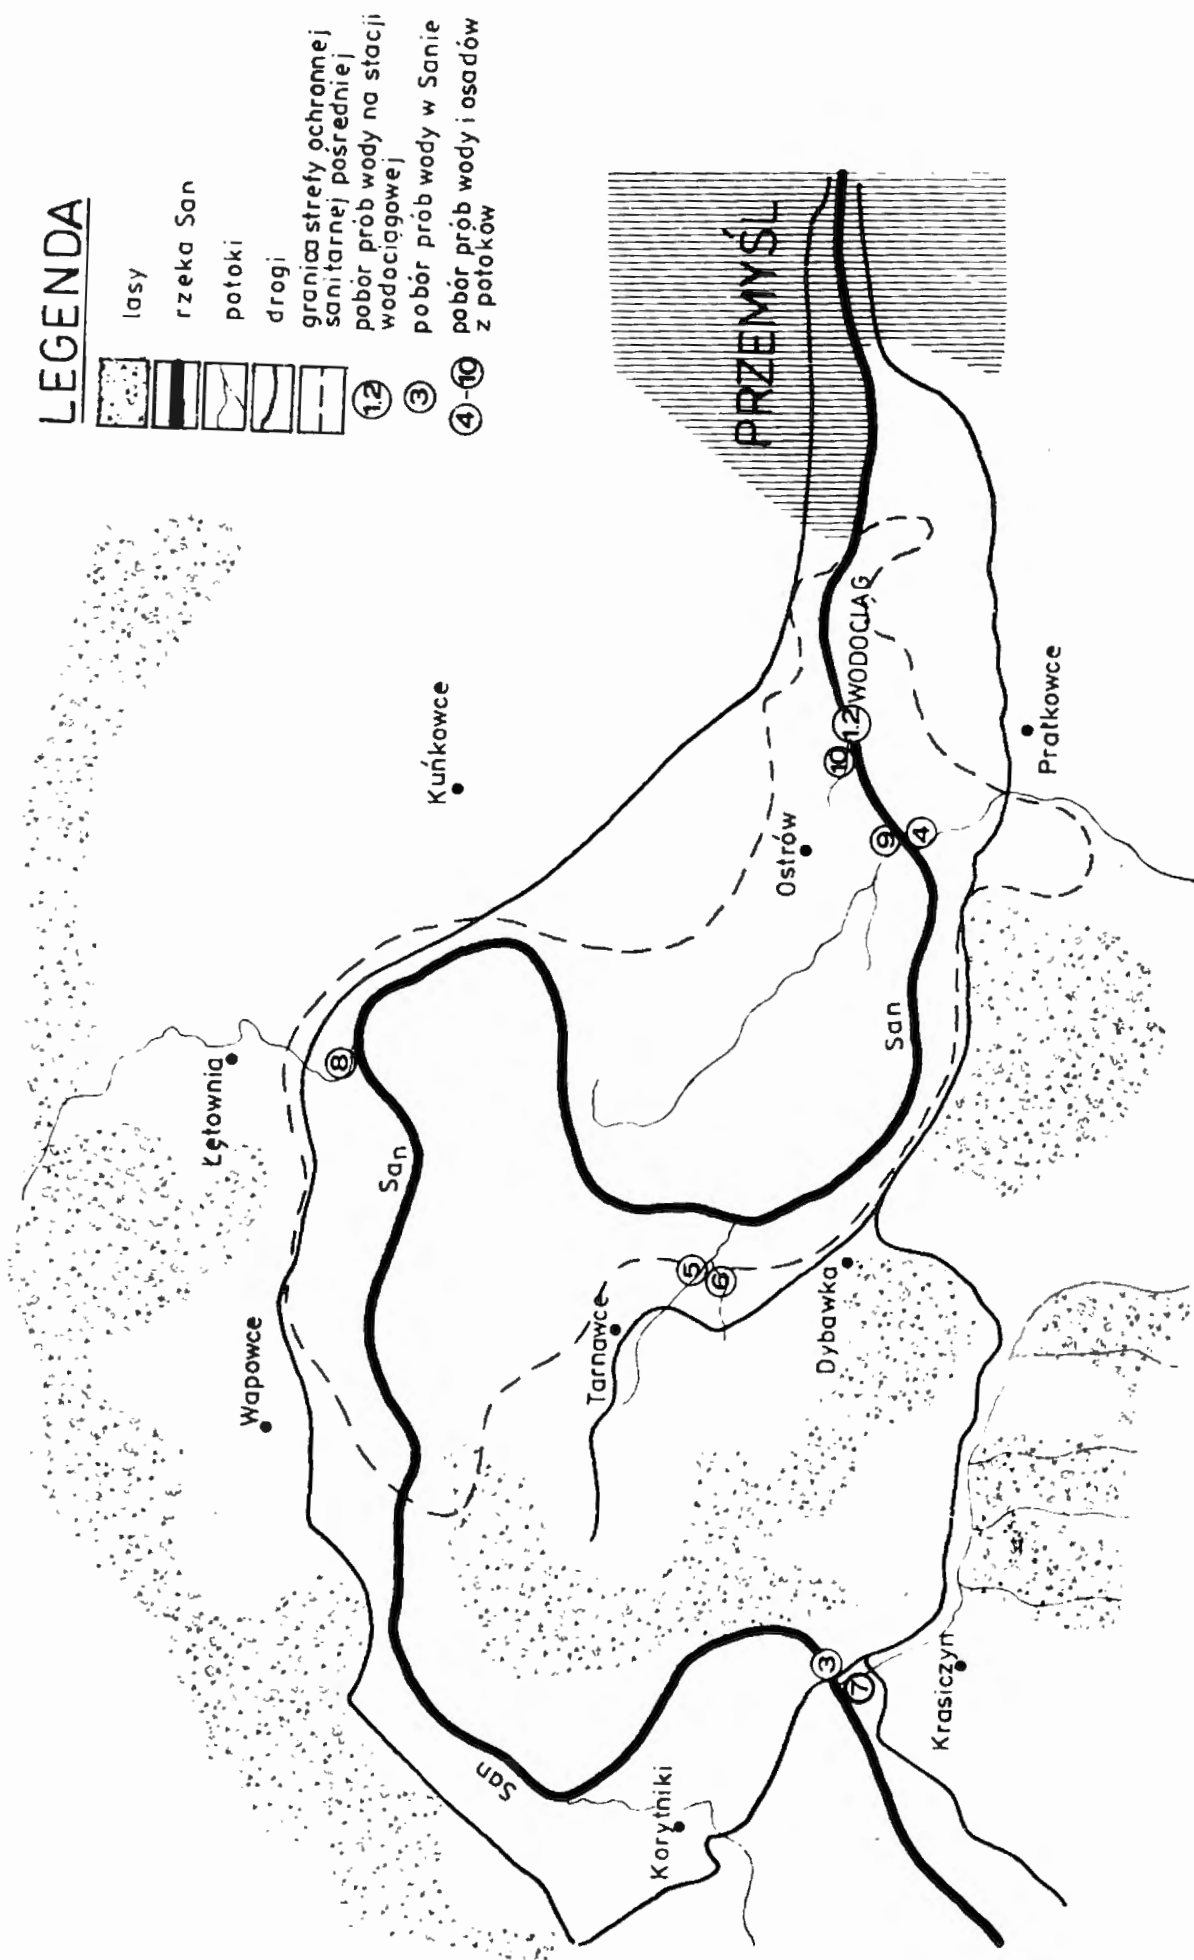 LEGENDA
lasy
rzeka San
potoki
drogi
granica strefy ochronnej
sanitarnej pośredniej
1.2 pobór prób wody na stacji
wodociągowej
3 pobór prób wody w Sanie
4-10 pobór prób wody i osadów
z potoków
PRZEMYŚL
WODOCIĄG
1.2
10
9
4
Prałkowce
Ostrów
Kuńkowce
San
8
Łętownia
San
5
6
Tarnawce
Dybawka
Wapowce
3
7
Krasiczyn
San
Korytniki